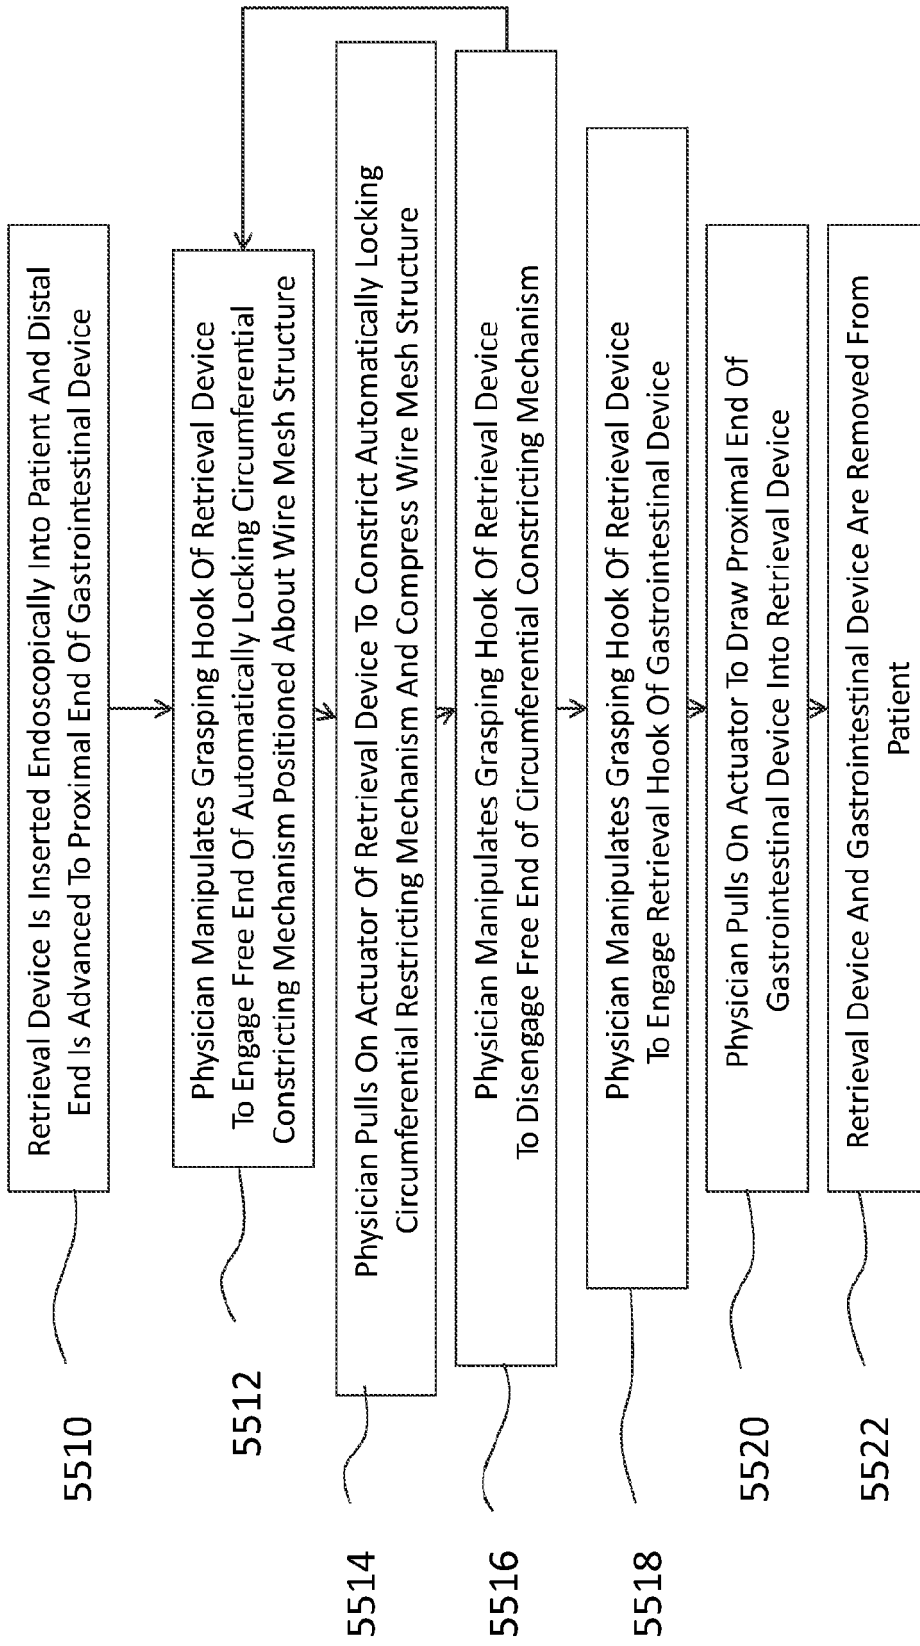 Retrieval Device Is Inserted Endoscopically Into Patient And Distal
End Is Advanced To Proximal End Of Gastrointestinal Device
5510
Physician Manipulates Grasping Hook Of Retrieval Device
To Engage Free End Of Automatically Locking Circumferential
Constricting Mechanism Positioned About Wire Mesh Structure
5512
Physician Pulls On Actuator Of Retrieval Device To Constrict Automatically Locking
Circumferential Restricting Mechanism And Compress Wire Mesh Structure
5514
Physician Manipulates Grasping Hook Of Retrieval Device
To Disengage Free End of Circumferential Constricting Mechanism
5516
Physician Manipulates Grasping Hook Of Retrieval Device
To Engage Retrieval Hook Of Gastrointestinal Device
5518
Physician Pulls On Actuator To Draw Proximal End Of
Gastrointestinal Device Into Retrieval Device
5520
Retrieval Device And Gastrointestinal Device Are Removed From
Patient
5522